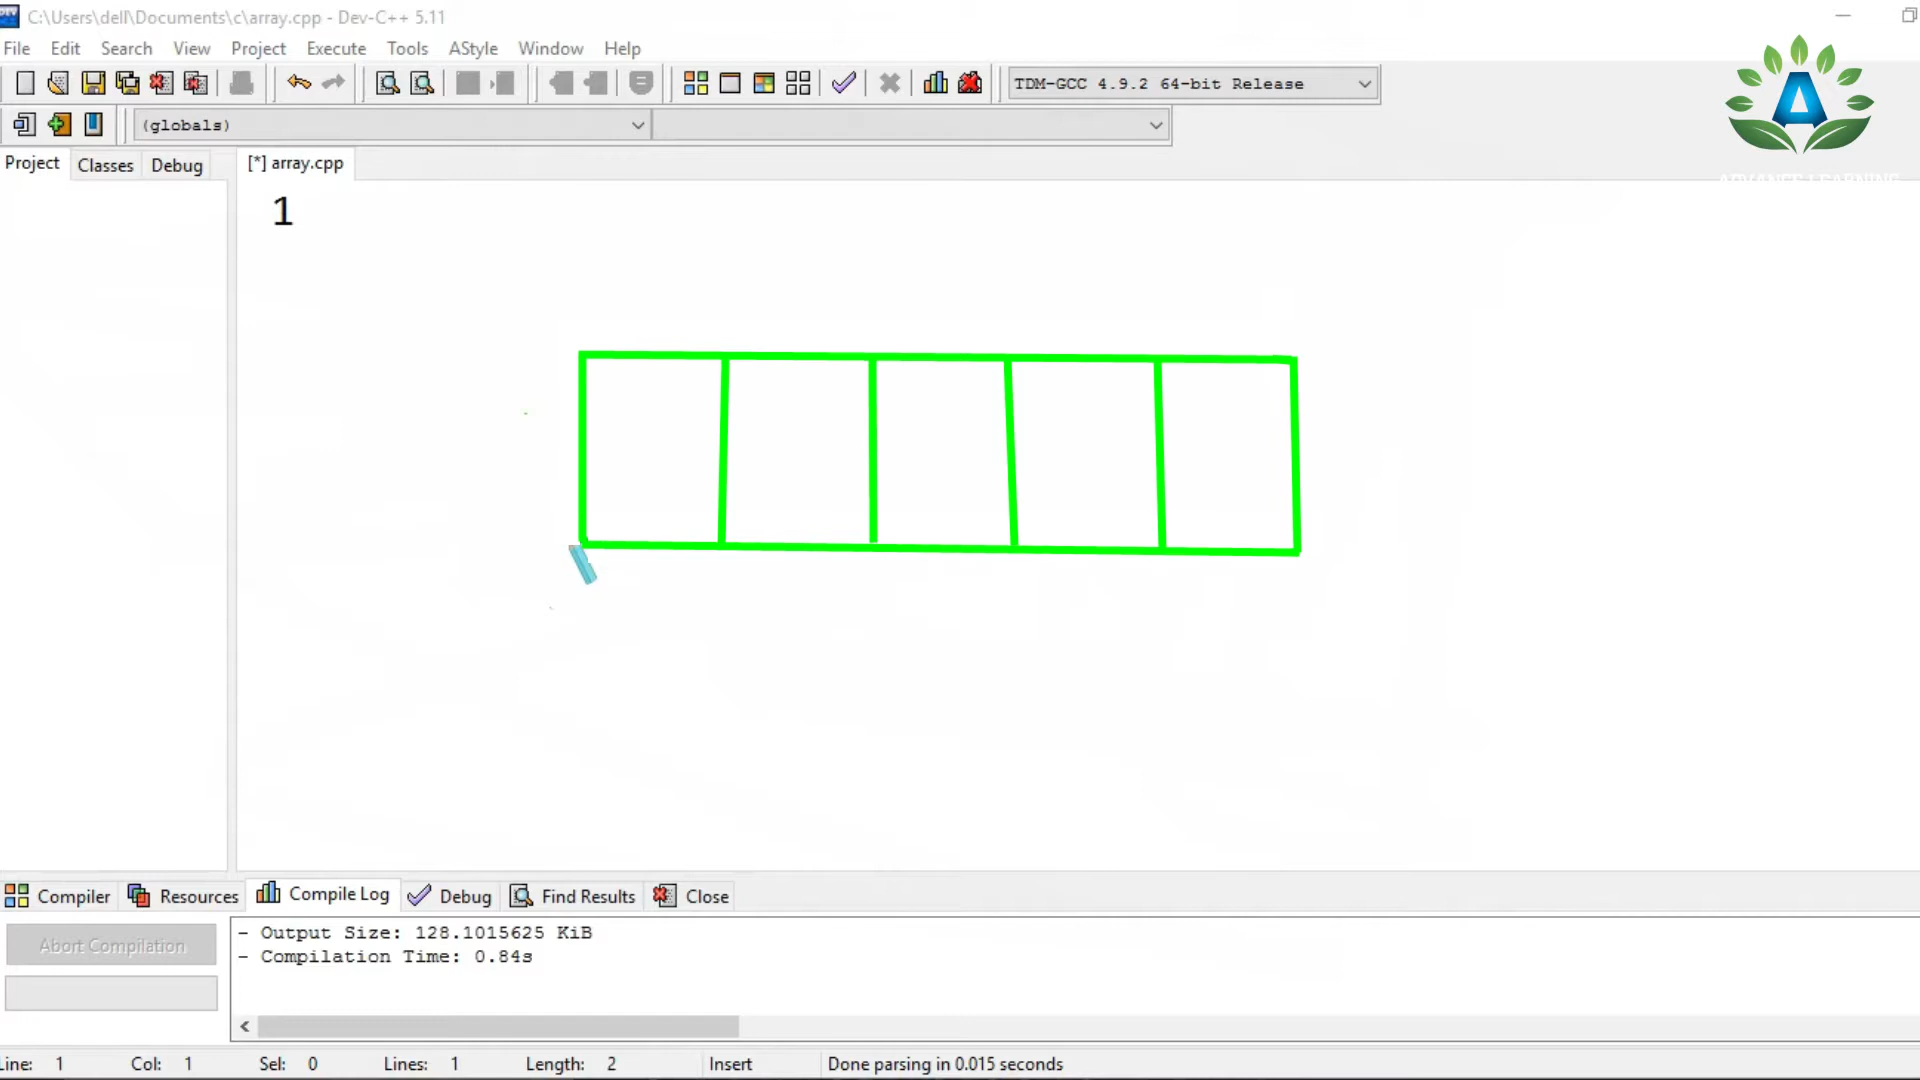 C:\Users\dell\Documents\c\array.cpp - Dev-C++ 5.11
File Edit Search View Project Execute Tools AStyle Window Help
TDM-GCC 4.9.2 64-bit Release
(globals)
Project Classes Debug [*] array.cpp
1
Compiler Resources Compile Log Debug Find Results Close
Abort Compilation
- Output Size: 128.1015625 KiB
- Compilation Time: 0.84s
Line: 1 Col: 1 Sel: 0 Lines: 1 Length: 2 Insert Done parsing in 0.015 seconds